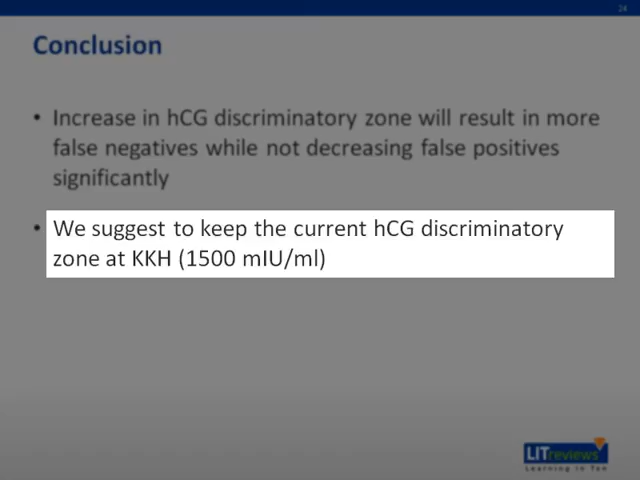 24
Conclusion
• Increase in hCG discriminatory zone will result in more
false negatives while not decreasing false positives
significantly
• We suggest to keep the current hCG discriminatory
zone at KKH (1500 mIU/ml)
LITreviews
Learning in Ten